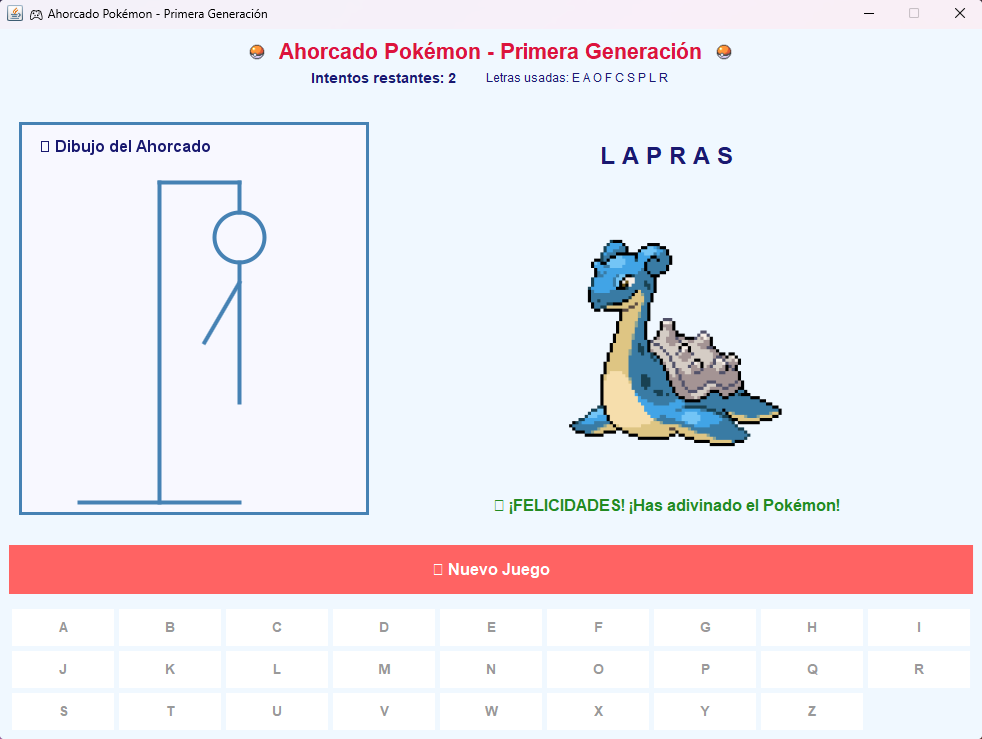 Ahorcado Pokémon - Primera Generación
Ahorcado Pokémon - Primera Generación
Intentos restantes: 2 Letras usadas: E A O F C S P L R
Dibujo del Ahorcado
L A P R A S
¡FELICIDADES! ¡Has adivinado el Pokémon!
Nuevo Juego
A B C D E F G H I
J K L M N O P Q R
S T U V W X Y Z